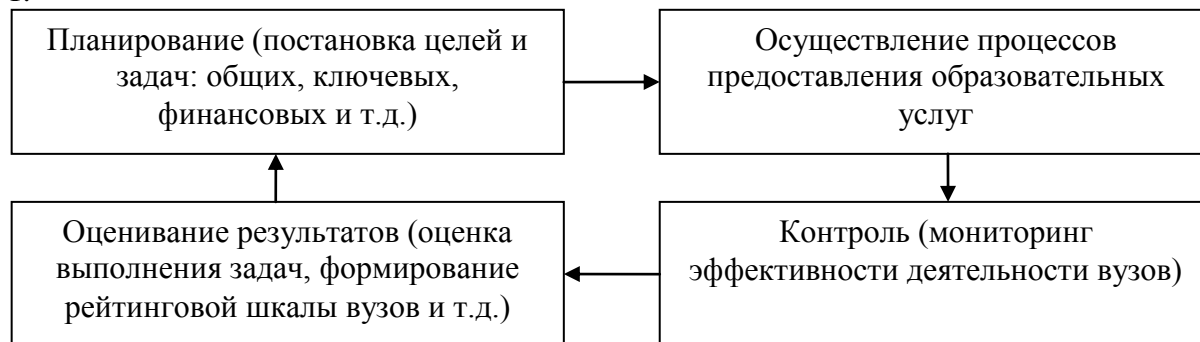 1.
Планирование (постановка целей и
задач: общих, ключевых,
финансовых и т.д.)
Осуществление процессов
предоставления образовательных
услуг
Оценивание результатов (оценка
выполнения задач, формирование
рейтинговой шкалы вузов и т.д.)
Контроль (мониторинг
эффективности деятельности вузов)